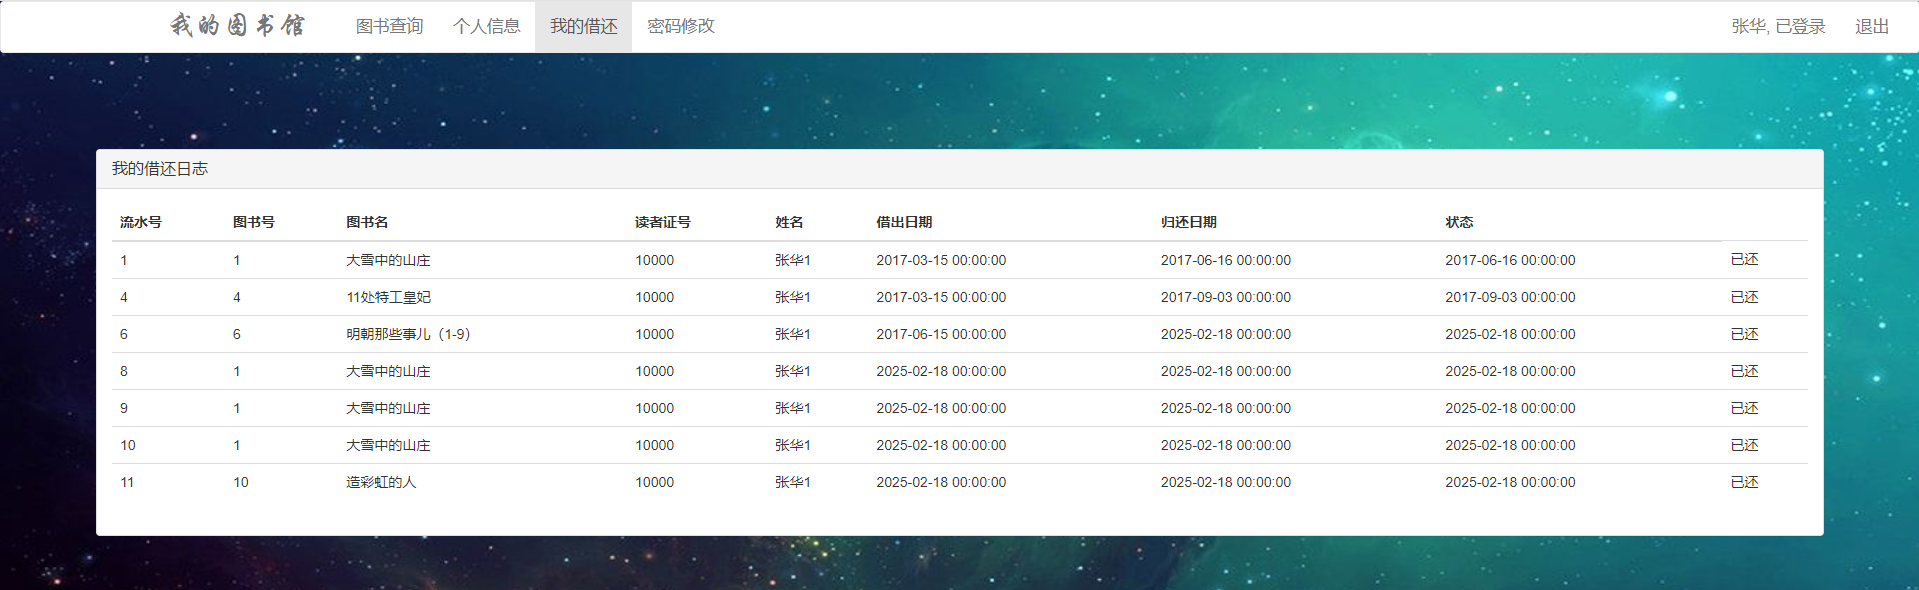 我的图书馆 图书查询 个人信息 我的借还 密码修改 张华, 已登录 退出
我的借还日志
流水号 图书号 图书名 读者证号 姓名 借出日期 归还日期 状态
1 1 大雪中的山庄 10000 张华1 2017-03-15 00:00:00 2017-06-16 00:00:00 2017-06-16 00:00:00 已还
4 4 11处特工皇妃 10000 张华1 2017-03-15 00:00:00 2017-09-03 00:00:00 2017-09-03 00:00:00 已还
6 6 明朝那些事儿（1-9） 10000 张华1 2017-06-15 00:00:00 2025-02-18 00:00:00 2025-02-18 00:00:00 已还
8 1 大雪中的山庄 10000 张华1 2025-02-18 00:00:00 2025-02-18 00:00:00 2025-02-18 00:00:00 已还
9 1 大雪中的山庄 10000 张华1 2025-02-18 00:00:00 2025-02-18 00:00:00 2025-02-18 00:00:00 已还
10 1 大雪中的山庄 10000 张华1 2025-02-18 00:00:00 2025-02-18 00:00:00 2025-02-18 00:00:00 已还
11 10 造彩虹的人 10000 张华1 2025-02-18 00:00:00 2025-02-18 00:00:00 2025-02-18 00:00:00 已还